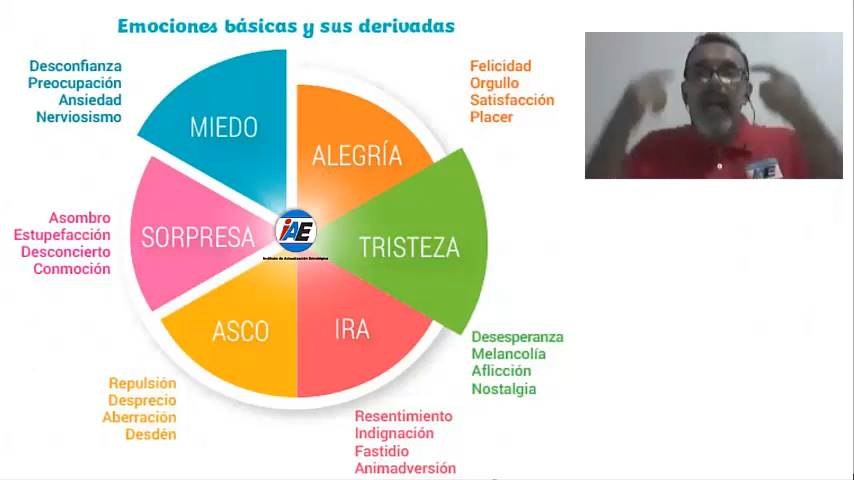 Emociones básicas y sus derivadas
Desconfianza
Preocupación
Ansiedad
Nerviosismo
MIEDO
Felicidad
Orgullo
Satisfacción
Placer
ALEGRÍA
Asombro
Estupefacción
Desconcierto
Conmoción
SORPRESA
iAE
TRISTEZA
Desesperanza
Melancolía
Aflicción
Nostalgia
ASCO
IRA
Repulsión
Desprecio
Aberración
Desdén
Resentimiento
Indignación
Fastidio
Animadversión